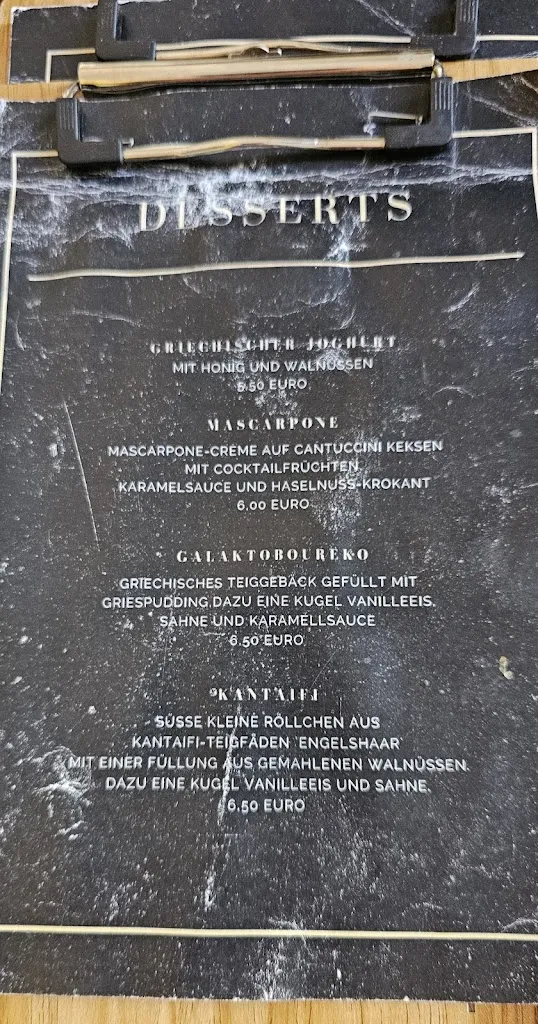 DESSERTS
GRIECHISCHER JOGHURT
MIT HONIG UND WALNÜSSEN
5,50 EURO
MASCARPONE
MASCARPONE-CREME AUF CANTUCCINI KEKSEN
MIT COCKTAILFRÜCHTEN,
KARAMELSAUCE UND HASELNUSS-KROKANT
6,00 EURO
GALAKTOBOUREKO
GRIECHISCHES TEIGGEBÄCK GEFÜLLT MIT
GRIESPUDDING,DAZU EINE KUGEL VANILLEEIS,
SAHNE UND KARAMELLSAUCE
6,50 EURO
KANTAIFI
SÜSSE KLEINE RÖLLCHEN AUS
KANTAIFI-TEIGFÄDEN 'ENGELSHAAR'
MIT EINER FÜLLUNG AUS GEMAHLENEN WALNÜSSEN.
DAZU EINE KUGEL VANILLEEIS UND SAHNE.
6,50 EURO